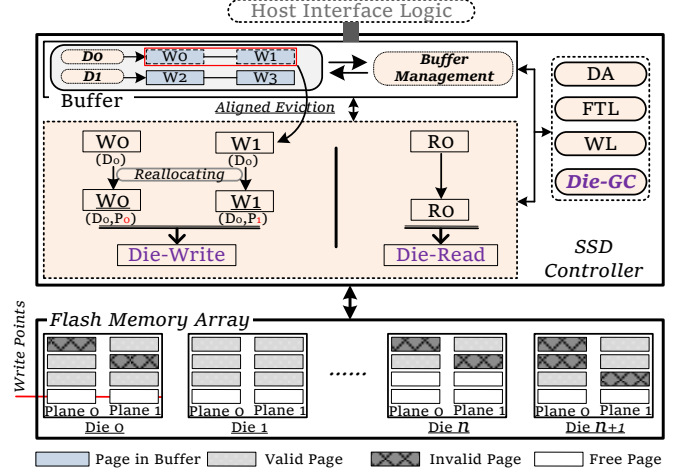 Host Interface Logic
D0 W0 W1
D1 W2 W3
Buffer
Buffer
Management
Aligned Eviction
DA
FTL
WL
Die-GC
W0 W1 R0
(D0) (D0)
Reallocating
W0 W1 R0
(D0,P0) (D0,P1)
Die-Write Die-Read
SSD
Controller
Flash Memory Array
Write Points
......
Plane 0 Plane 1 Plane 0 Plane 1 Plane 0 Plane 1 Plane 0 Plane 1
Die 0 Die 1 Die n Die n+1
Page in Buffer Valid Page Invalid Page Free Page